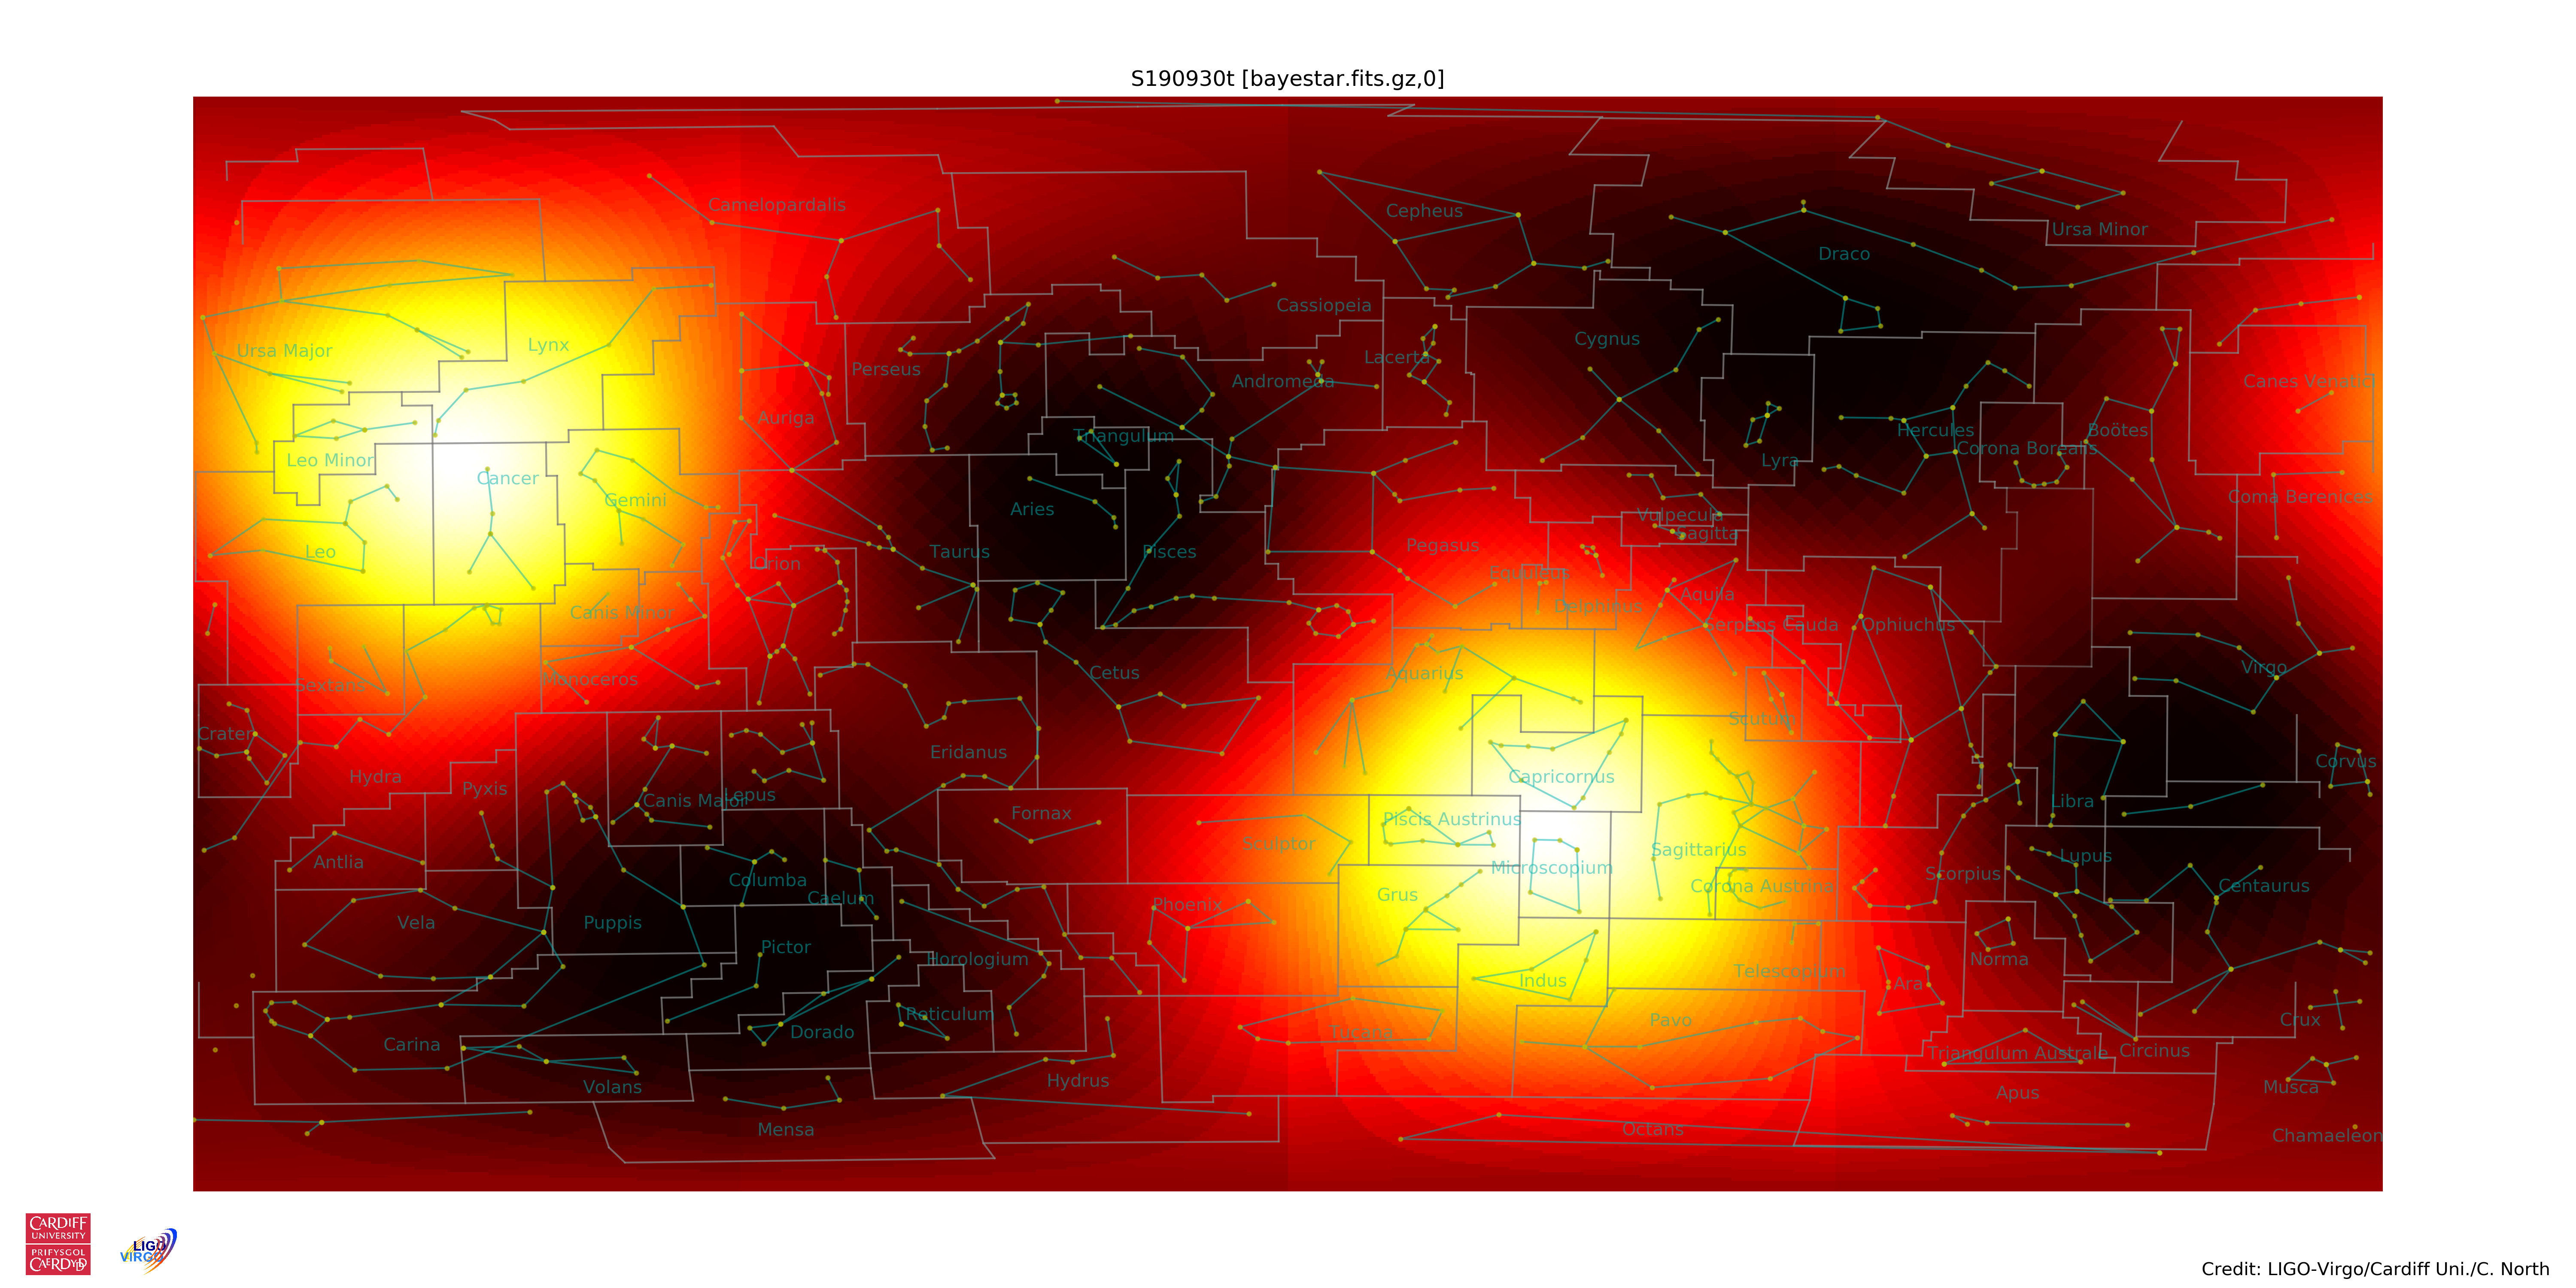 S190930t [bayestar.fits.gz,0]
Camelopardalis
Cepheus
Ursa Minor
Draco
Cassiopeia
Cygnus
Ursa Major
Lynx
Lacerta
Perseus
Andromeda
Canes Venatici
Auriga
Triangulum
Hercules
Boötes
Corona Borealis
Leo Minor
Lyra
Cancer
Gemini
Coma Berenices
Aries
Vulpecula
Sagitta
Leo
Taurus
Pisces
Pegasus
Orion
Equuleus
Delphinus
Aquila
Canis Minor
Serpens Cauda
Ophiuchus
Virgo
Cetus
Aquarius
Sextans
Monoceros
Scutum
Crater
Eridanus
Corvus
Hydra
Capricornus
Pyxis
Canis Major
Lepus
Libra
Fornax
Piscis Austrinus
Sculptor
Sagittarius
Lupus
Antlia
Microscopium
Scorpius
Columba
Corona Austrina
Centaurus
Caelum
Grus
Phoenix
Vela
Puppis
Pictor
Horologium
Norma
Telescopium
Indus
Ara
Reticulum
Pavo
Crux
Dorado
Tucana
Carina
Triangulum Australe
Circinus
Hydrus
Volans
Musca
Apus
Mensa
Octans
Chamaeleon
CARDIFF
UNIVERSITY
PRIFYSGOL
CAERDYDD
LIGO
VIRGO
Credit: LIGO-Virgo/Cardiff Uni./C. North